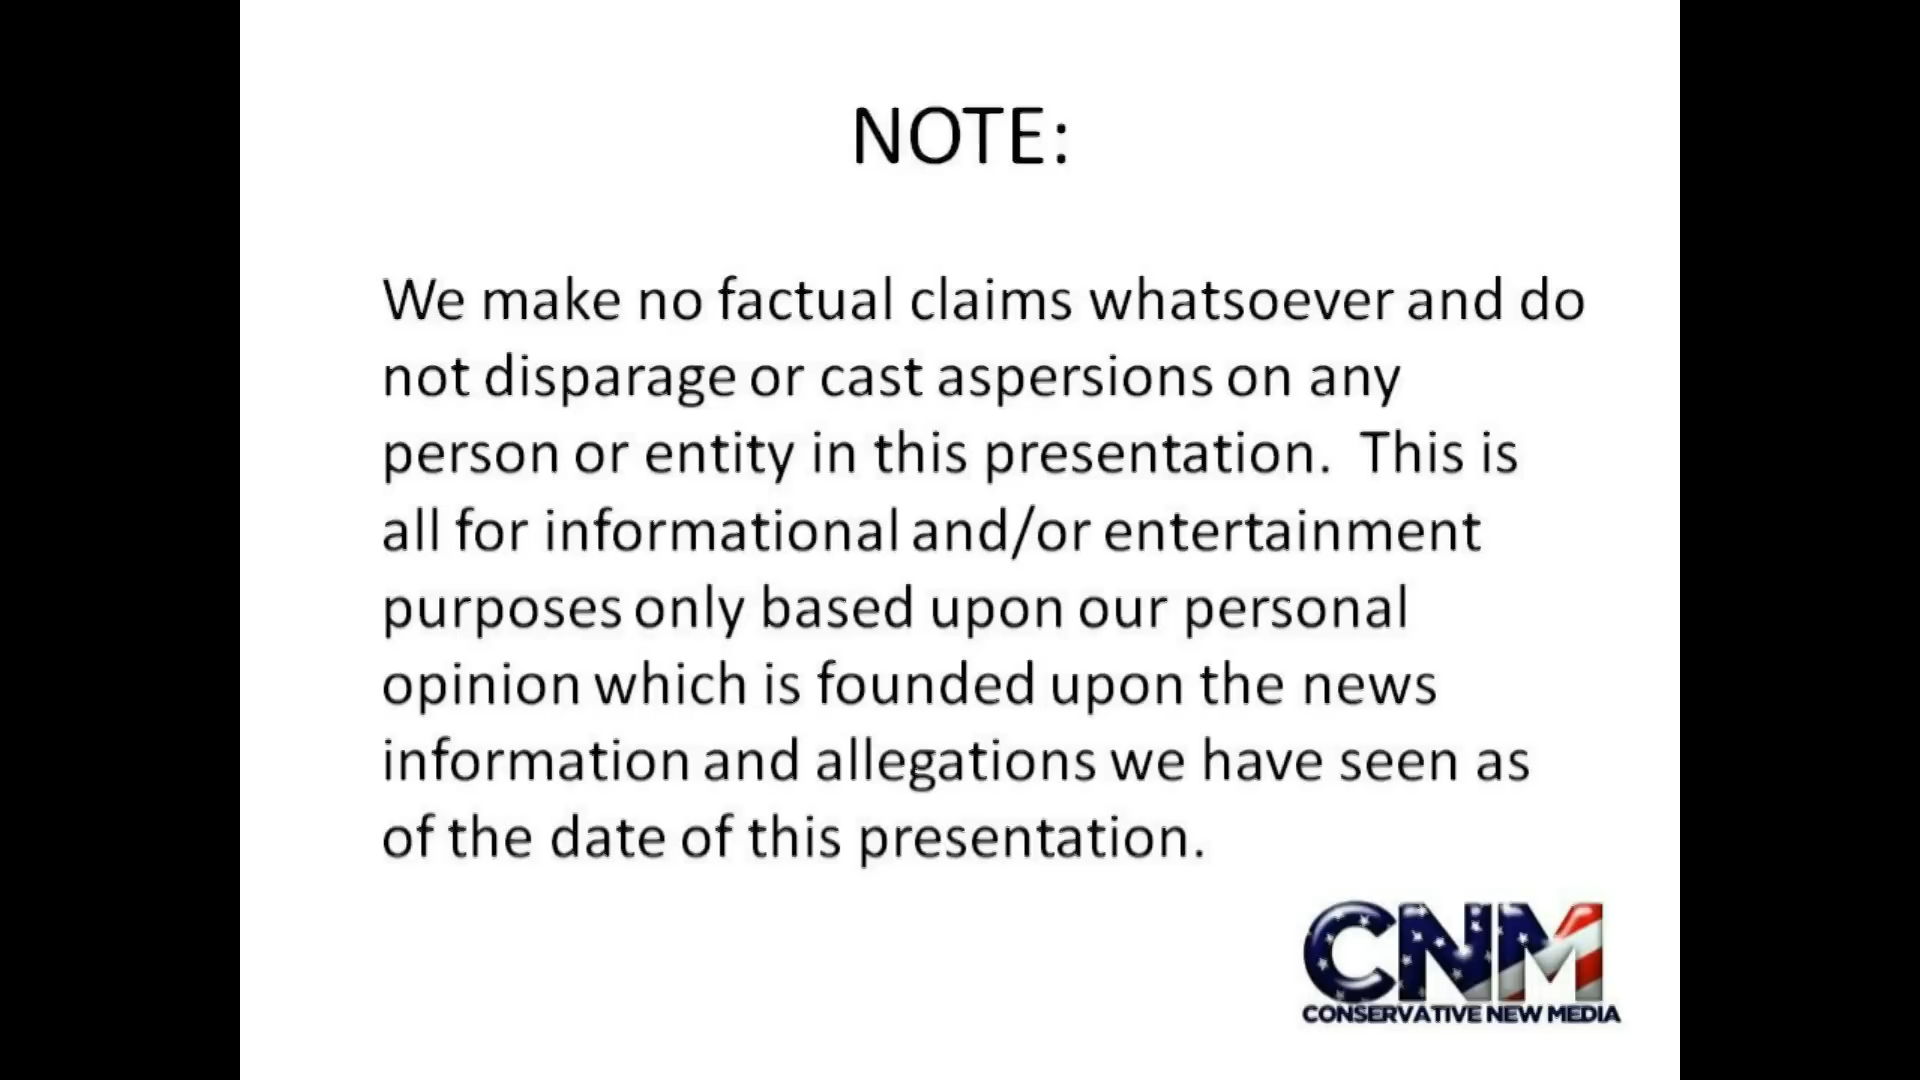 NOTE:
We make no factual claims whatsoever and do
not disparage or cast aspersions on any
person or entity in this presentation.  This is
all for informational and/or entertainment
purposes only based upon our personal
opinion which is founded upon the news
information and allegations we have seen as
of the date of this presentation.
CNM
CONSERVATIVE NEW MEDIA